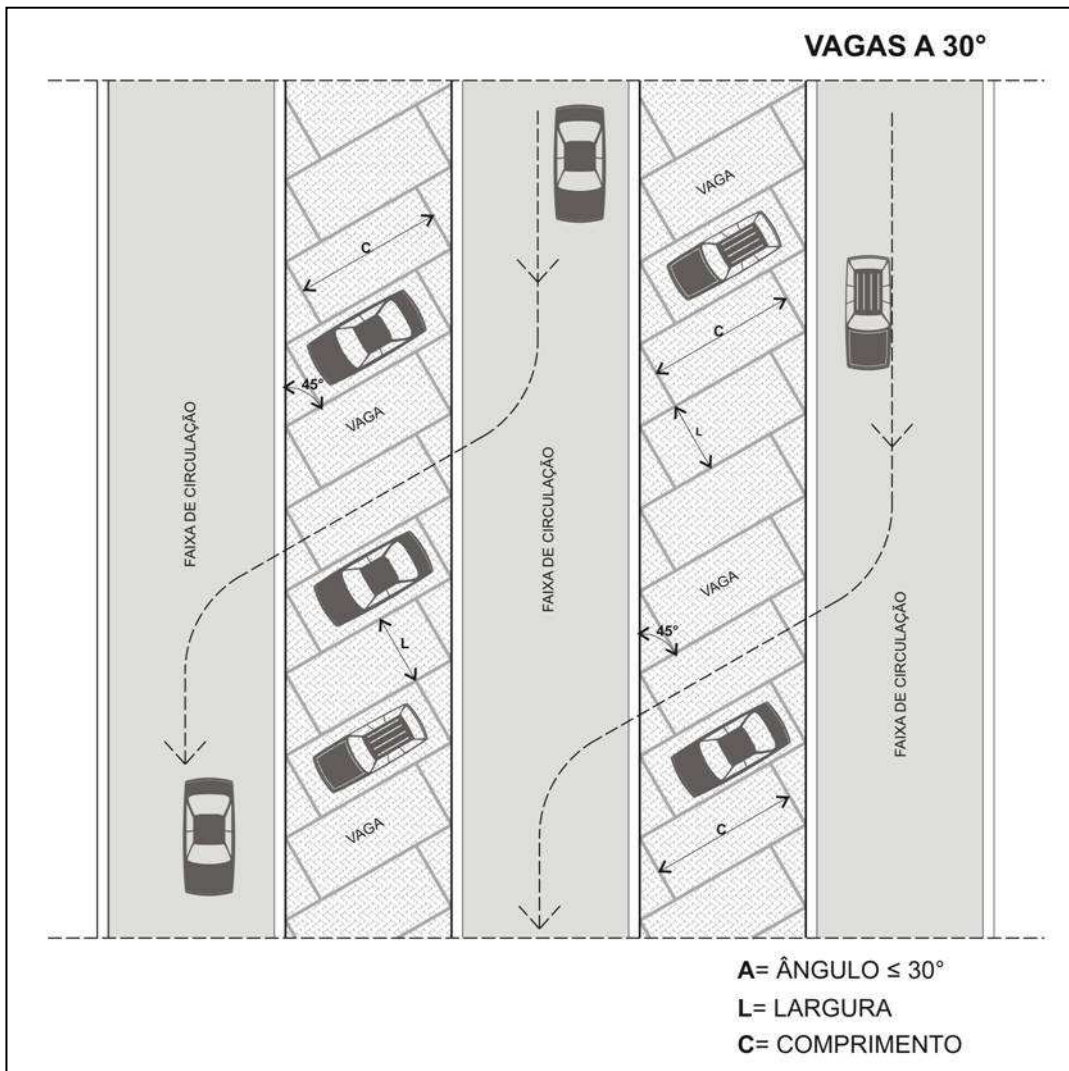 VAGAS A 30°
VAGA
C
C
45°
VAGA
L
FAIXA DE CIRCULAÇÃO
FAIXA DE CIRCULAÇÃO
VAGA
45°
L
FAIXA DE CIRCULAÇÃO
VAGA
C
A= ÂNGULO ≤ 30°
L= LARGURA
C= COMPRIMENTO